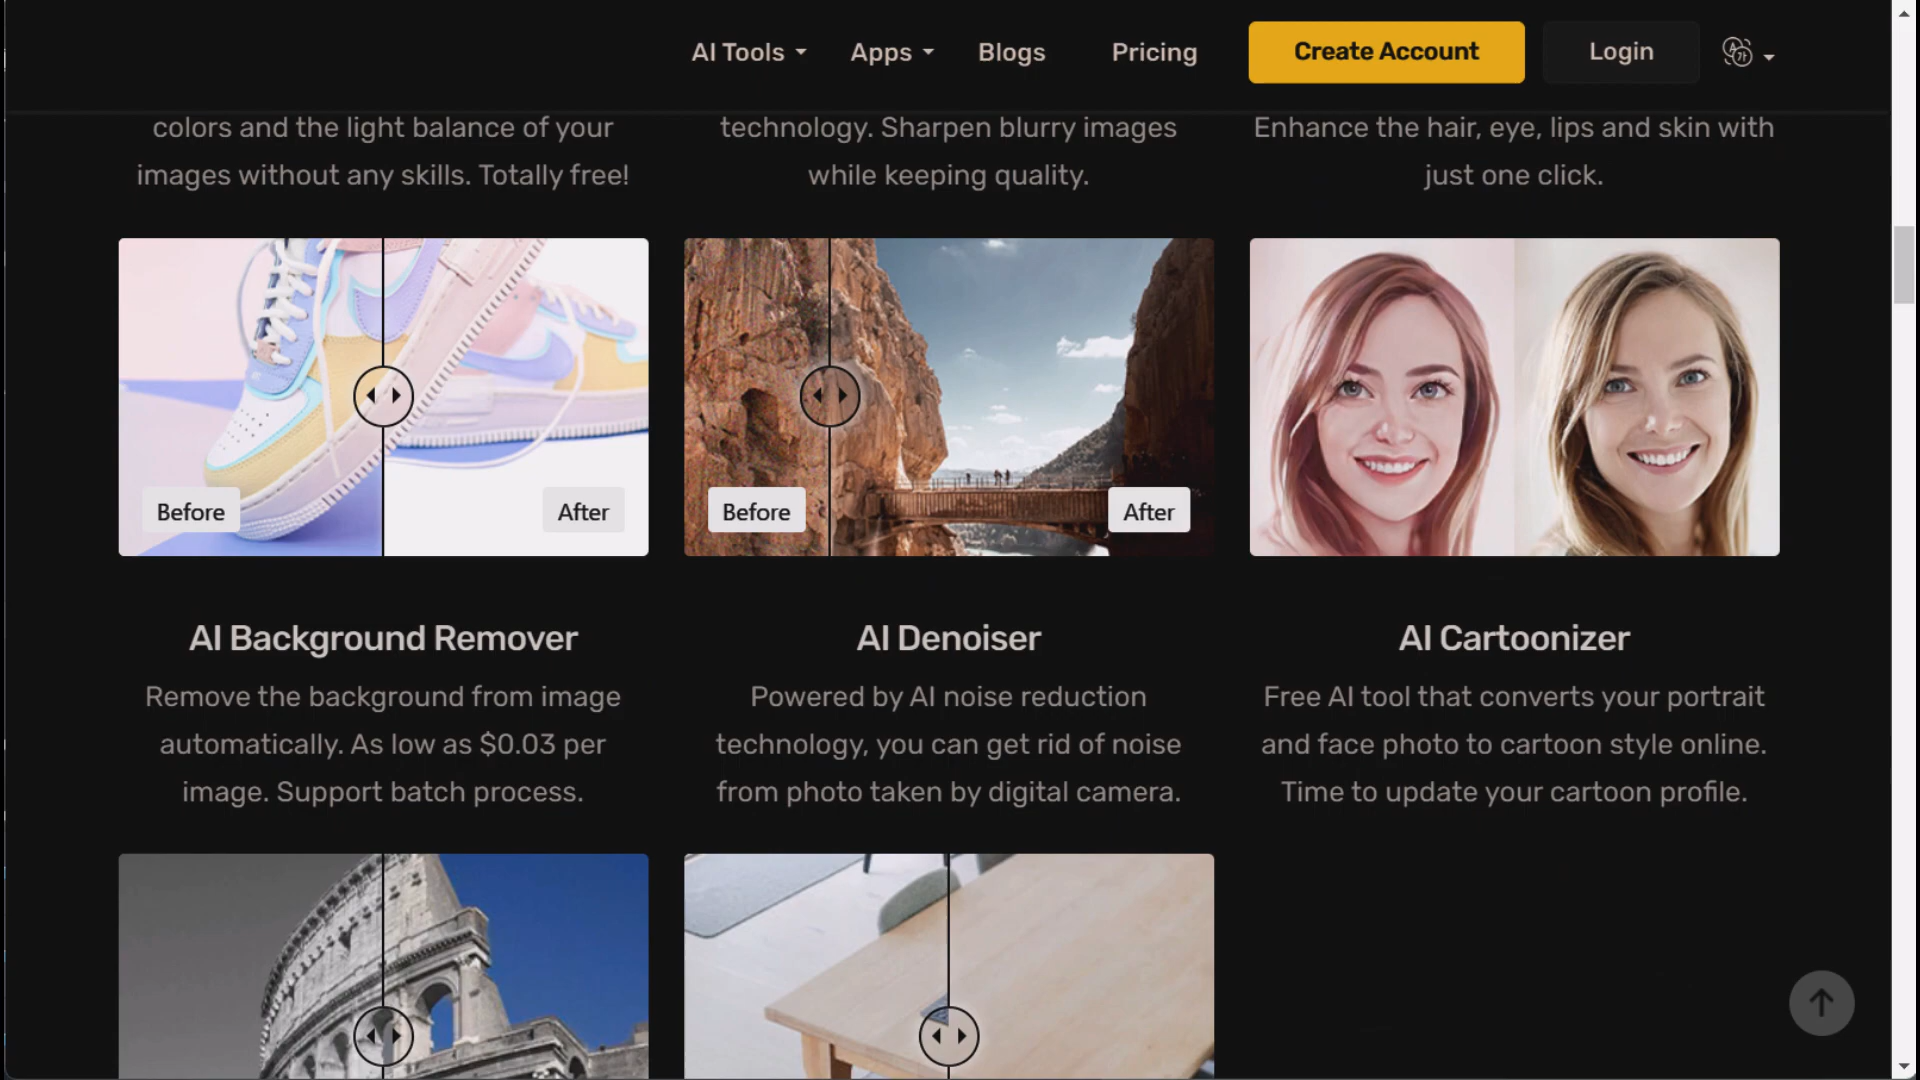 AI Tools Apps Blogs Pricing Create Account Login
colors and the light balance of your
images without any skills. Totally free!
technology. Sharpen blurry images
while keeping quality.
Enhance the hair, eye, lips and skin with
just one click.
Before After
Before After
AI Background Remover
Remove the background from image
automatically. As low as $0.03 per
image. Support batch process.
AI Denoiser
Powered by AI noise reduction
technology, you can get rid of noise
from photo taken by digital camera.
AI Cartoonizer
Free AI tool that converts your portrait
and face photo to cartoon style online.
Time to update your cartoon profile.